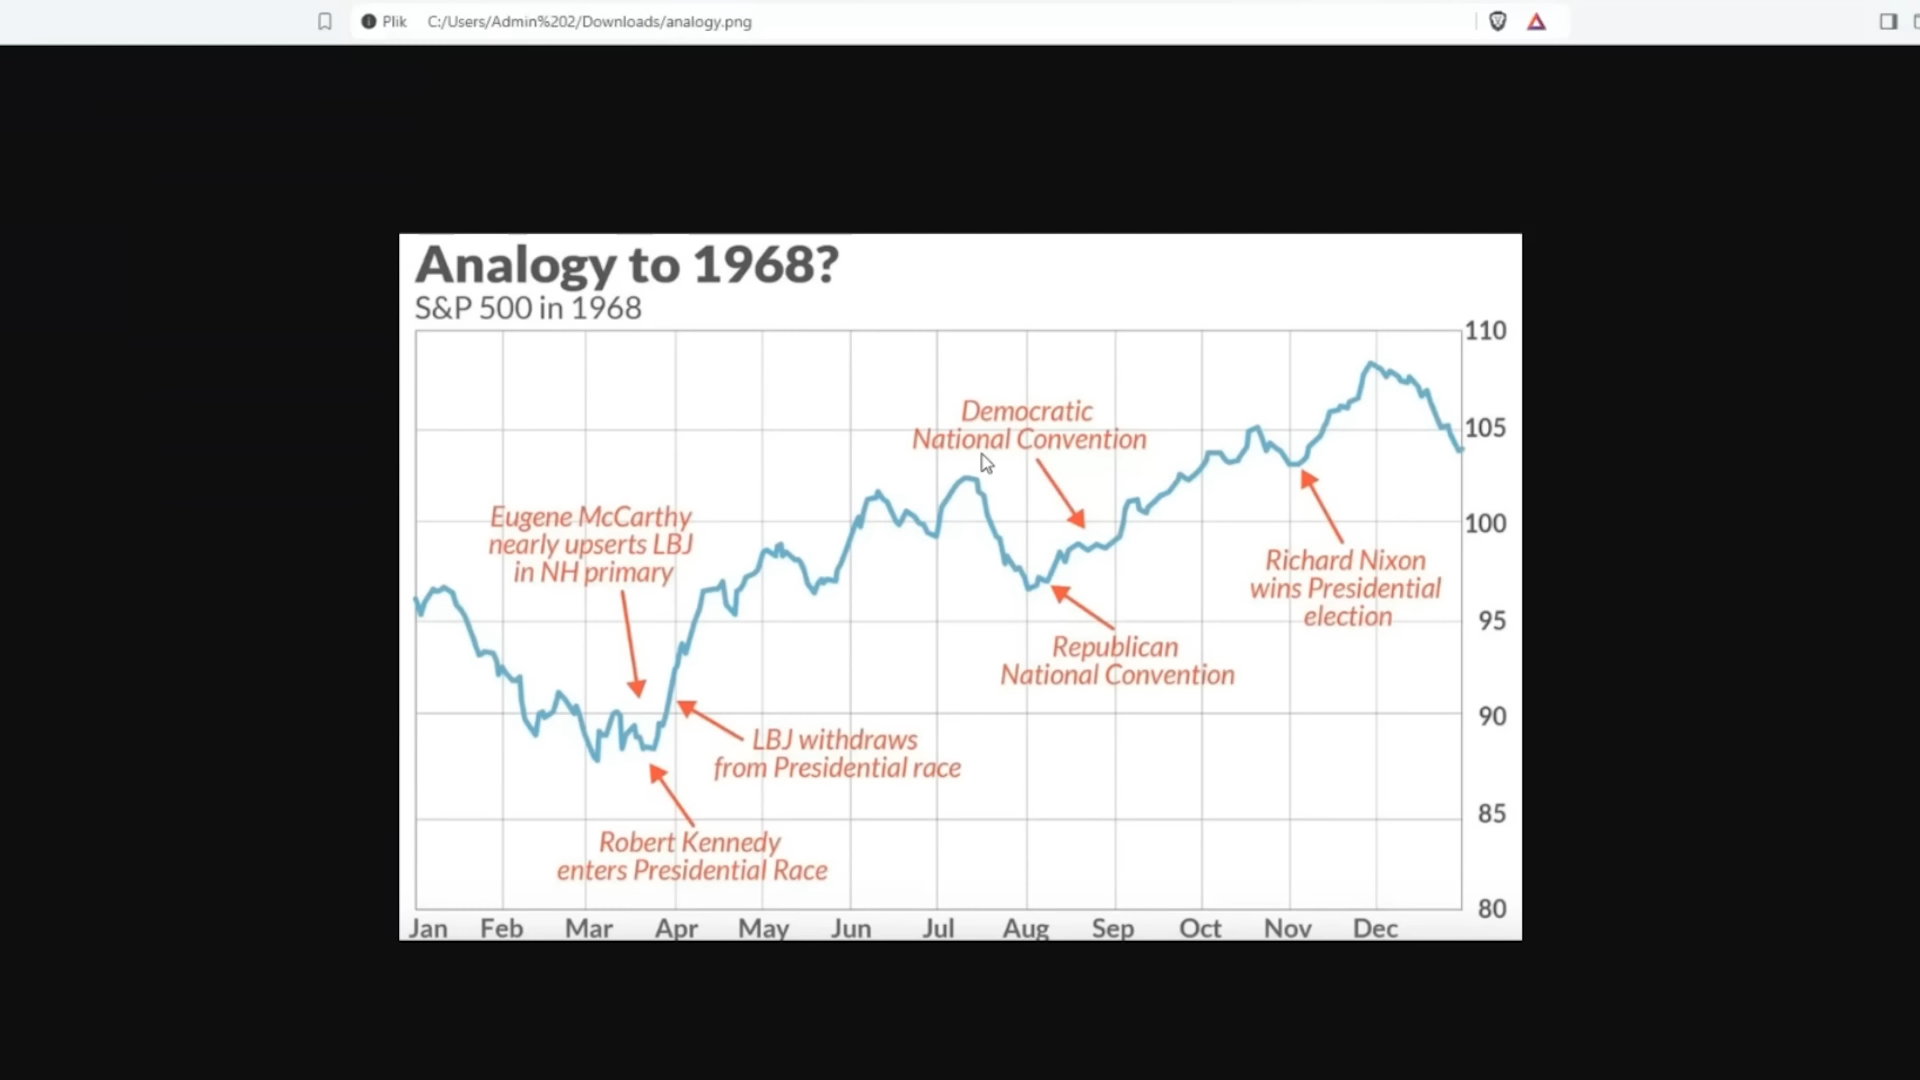 Plik C:/Users/Admin%202/Downloads/analogy.png
Analogy to 1968?
S&P 500 in 1968
110
105
100
95
90
85
80
Democratic
National Convention
Eugene McCarthy
nearly upserts LBJ
in NH primary
Richard Nixon
wins Presidential
election
Republican
National Convention
LBJ withdraws
from Presidential race
Robert Kennedy
enters Presidential Race
Jan Feb Mar Apr May Jun Jul Aug Sep Oct Nov Dec